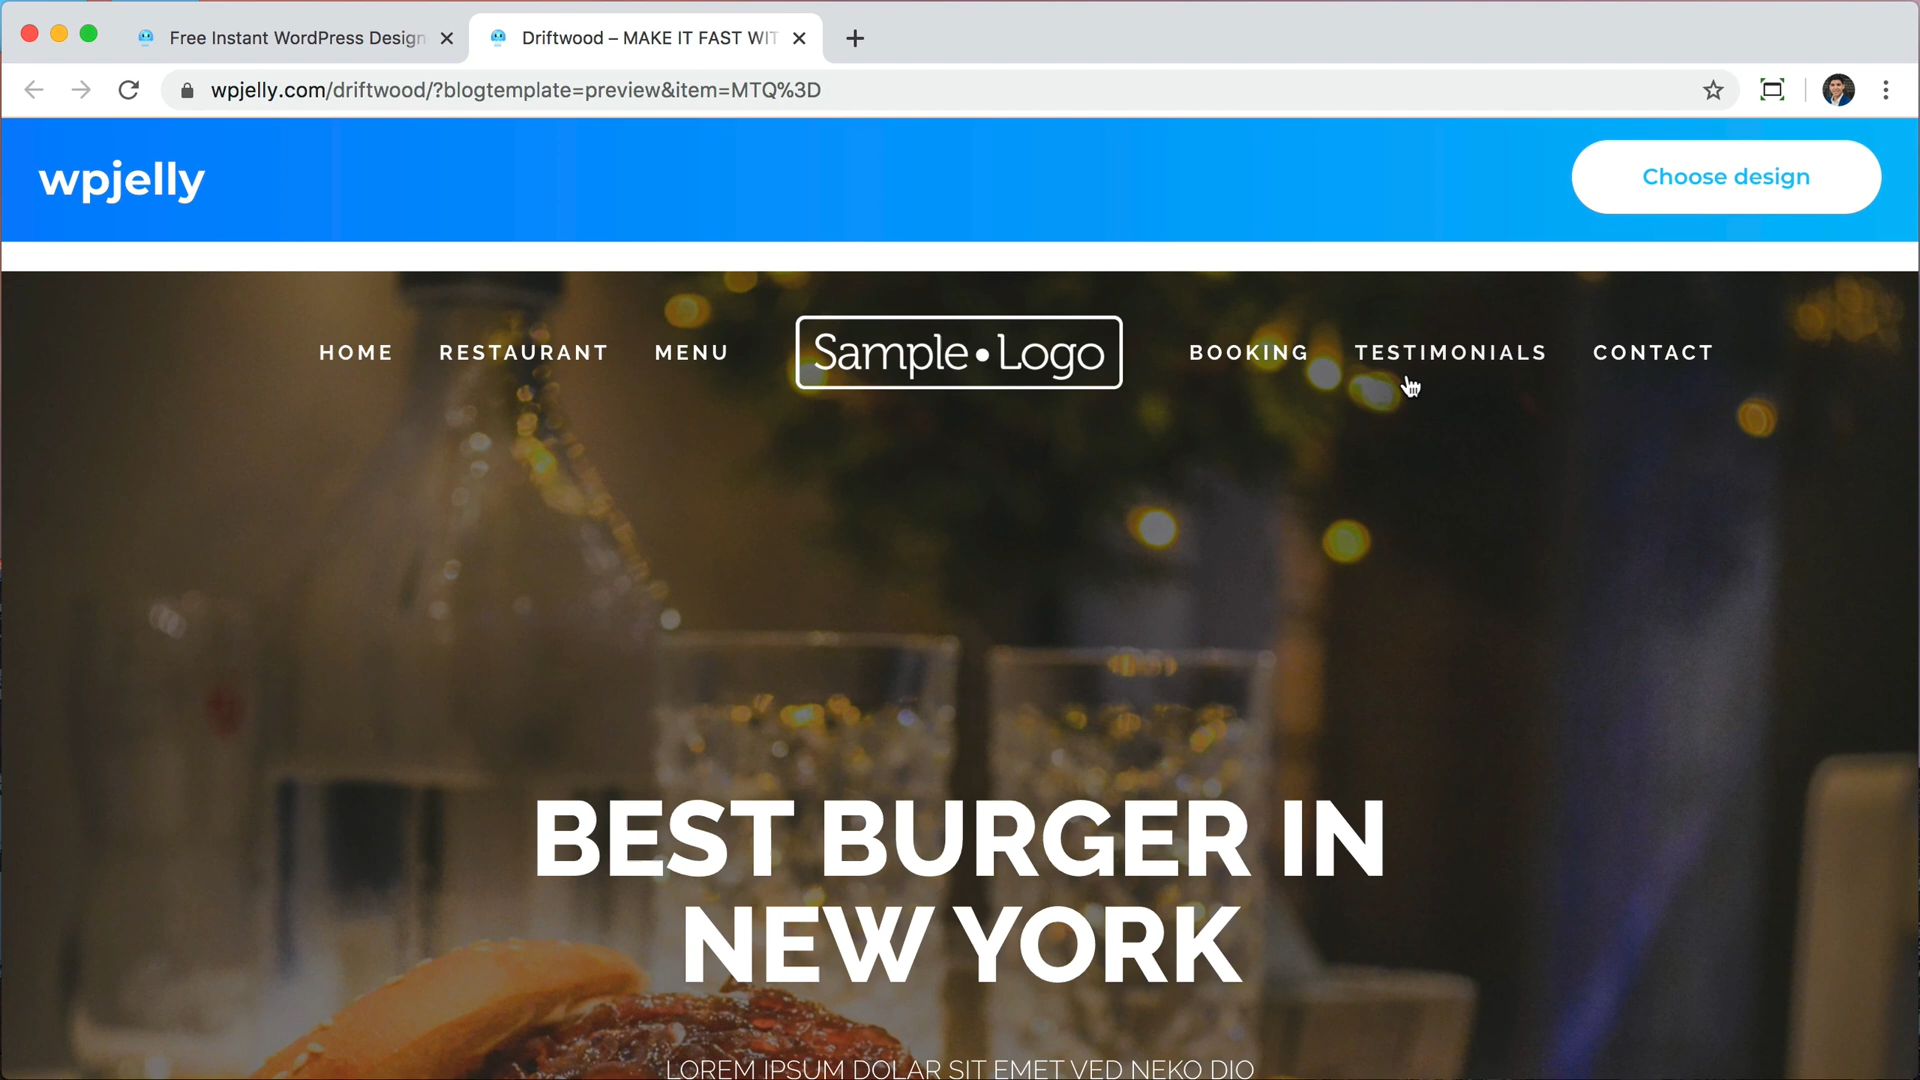 Free Instant WordPress Design
Driftwood – MAKE IT FAST WIT
wpjelly.com/driftwood/?blogtemplate=preview&item=MTQ%3D
wpjelly
Choose design
HOME
RESTAURANT
MENU
Sample•Logo
BOOKING
TESTIMONIALS
CONTACT
BEST BURGER IN
NEW YORK
LOREM IPSUM DOLAR SIT EMET VED NEKO DIO